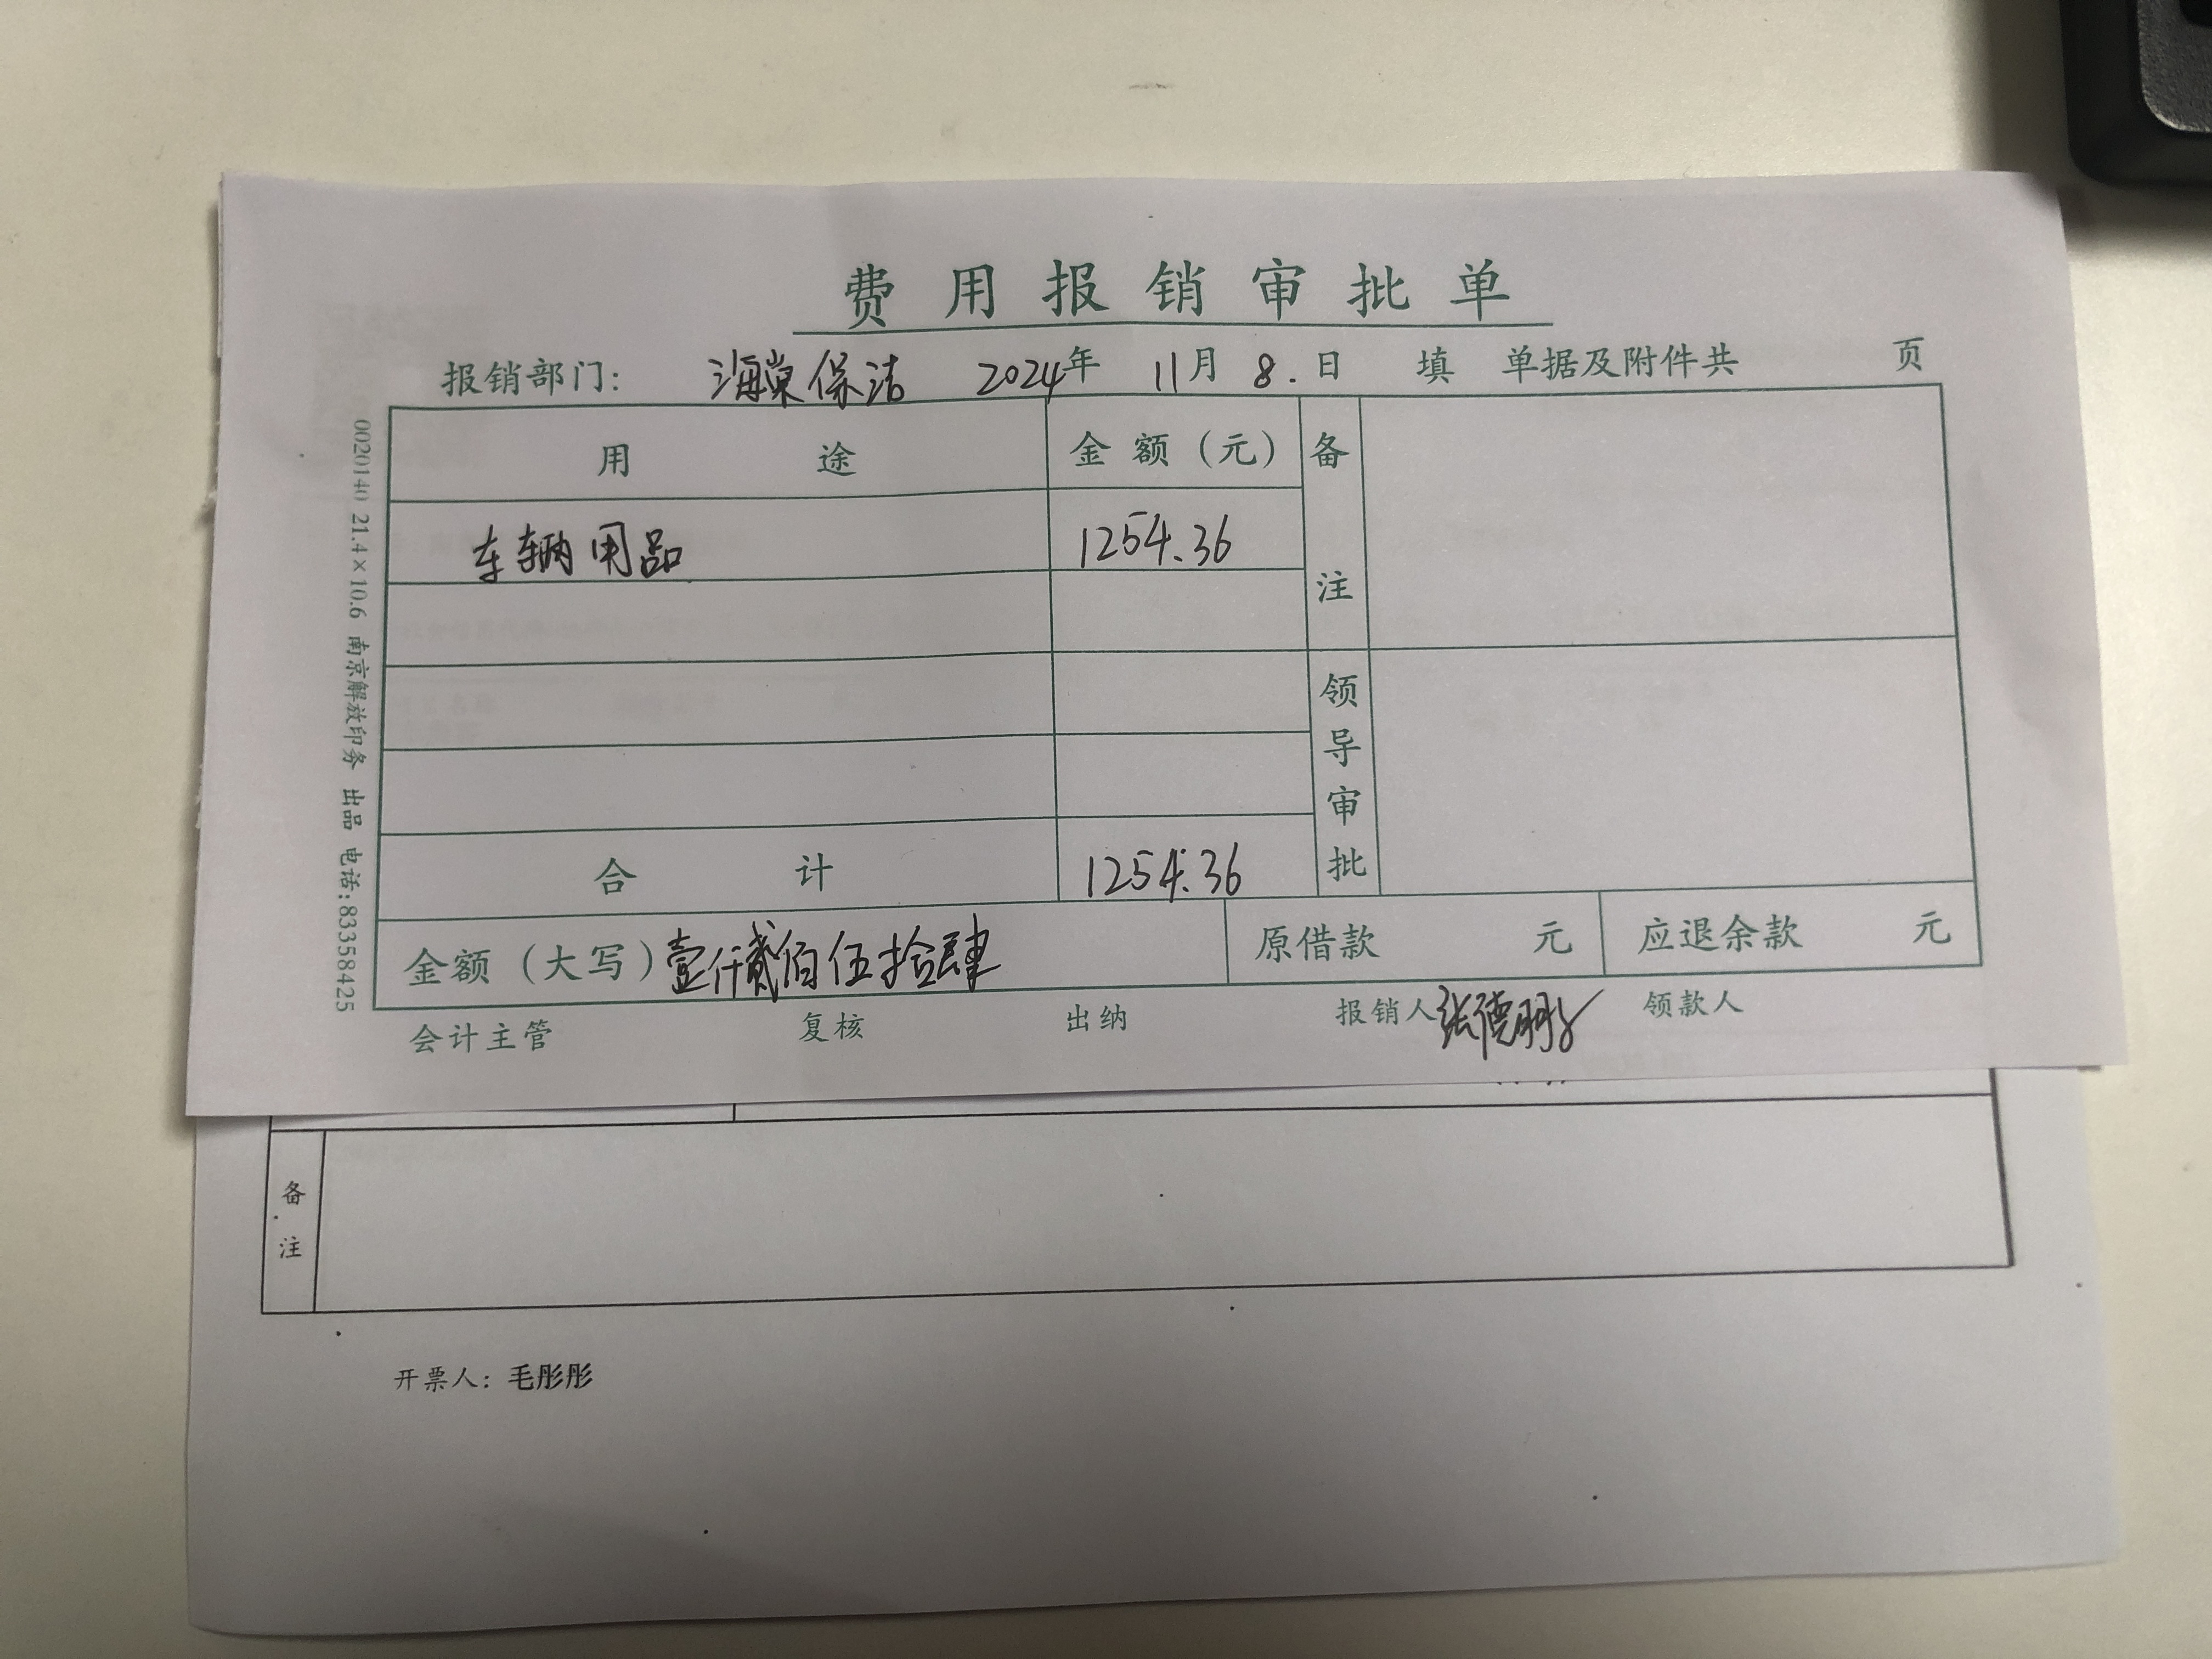 费用报销审批单
报销部门: 海棠保洁 2024年 11月 8.日 填 单据及附件共 页
用途 金额(元) 备注
车辆用品 1254.36
领导审批
合计 1254.36
金额(大写)壹仟贰佰伍拾肆 原借款 元 应退余款 元
会计主管 复核 出纳 报销人 张德鹏 领款人
0020140 21.4×10.6 南京解放印务 出品 电话:83358425
备注
开票人: 毛彤彤